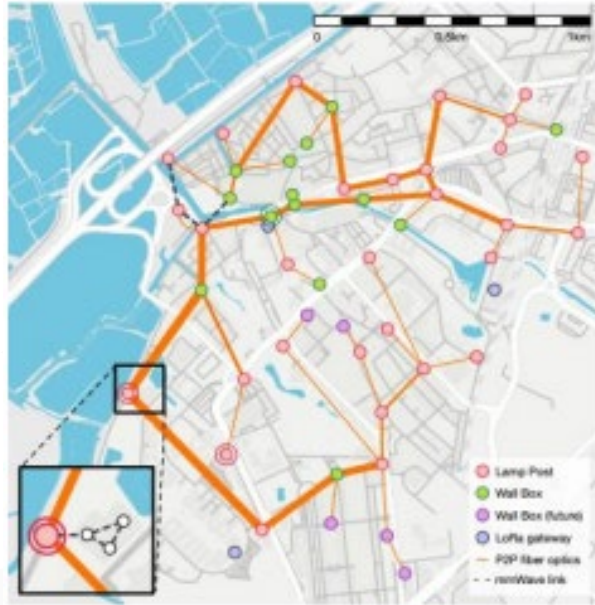 0 0,5km 1km
Lamp Post
Wall Box
Wall Box (future)
LoRa gateway
P2P fiber optics
mmWave link